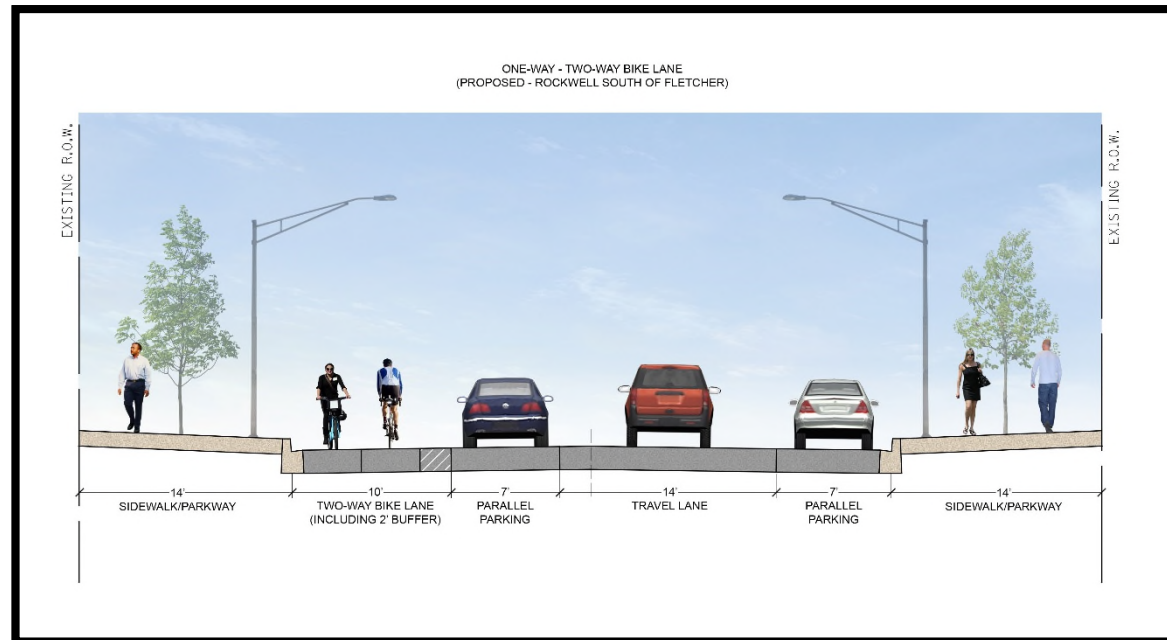 ONE-WAY - TWO-WAY BIKE LANE
(PROPOSED - ROCKWELL SOUTH OF FLETCHER)
EXISTING R.O.W.
EXISTING R.O.W.
14'
SIDEWALK/PARKWAY
10'
TWO-WAY BIKE LANE
(INCLUDING 2' BUFFER)
7'
PARALLEL
PARKING
14'
TRAVEL LANE
7'
PARALLEL
PARKING
14'
SIDEWALK/PARKWAY